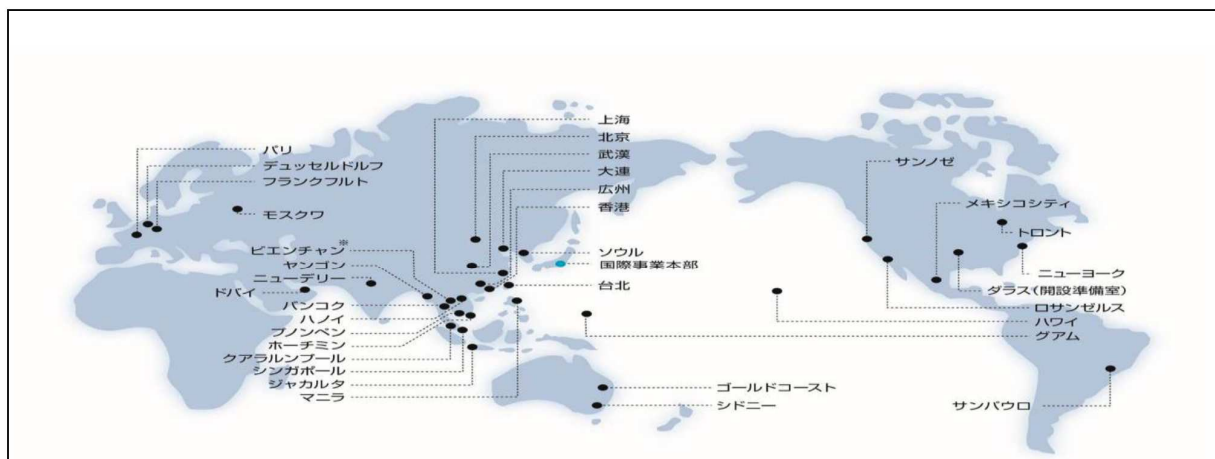 上海
北京
武漢
大連
広州
香港
パリ
デュッセルドルフ
フランクフルト
モスクワ
ビエンチャン※
ヤンゴン
ニューデリー
ドバイ
バンコク
ハノイ
プノンペン
ホーチミン
クアラルンプール
シンガポール
ジャカルタ
マニラ
ソウル
国際事業本部
台北
サンノゼ
メキシコシティ
トロント
ニューヨーク
ダラス(開設準備室)
ロサンゼルス
ハワイ
グアム
ゴールドコースト
シドニー
サンパウロ